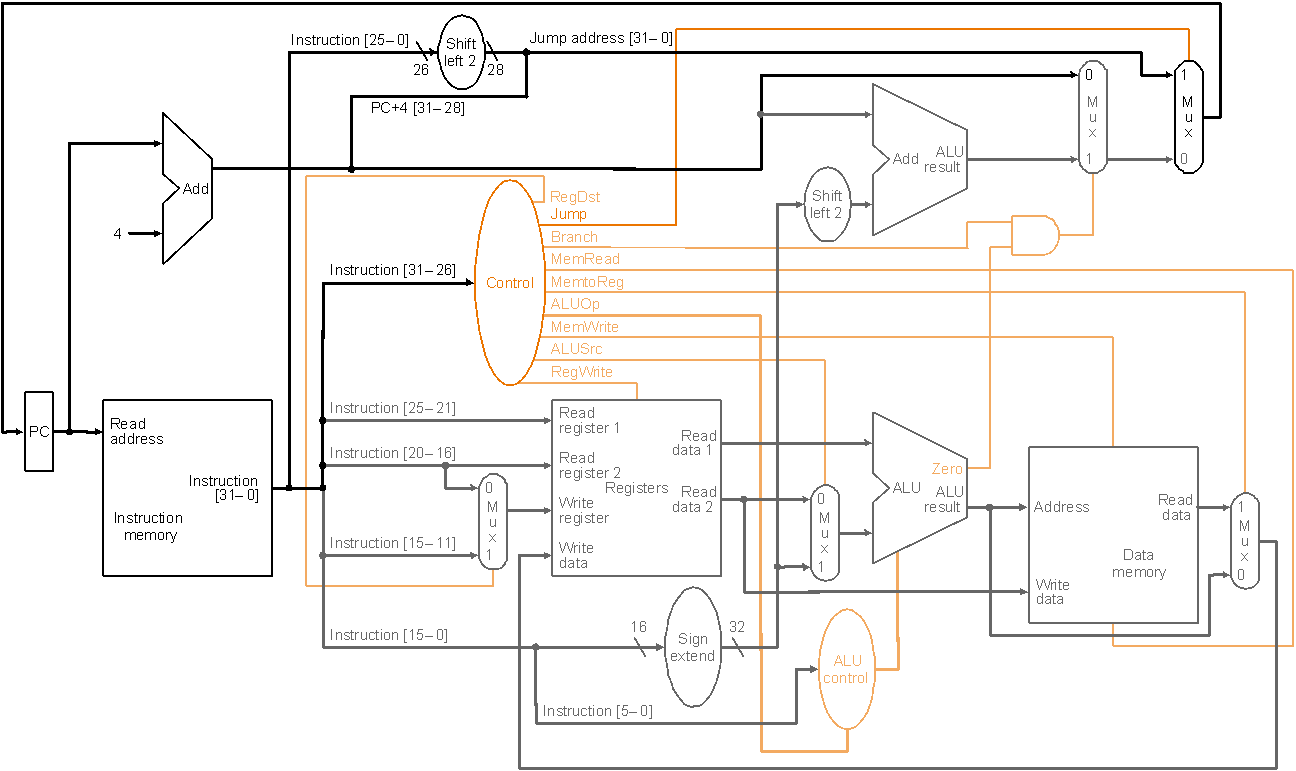 Instruction [25–0]
Shift
left 2
Jump address [31–0]
26
28
PC+4 [31–28]
Add
4
0
M
u
x
1
1
M
u
x
0
Add
ALU
result
Shift
left 2
RegDst
Jump
Branch
MemRead
MemtoReg
ALUOp
MemWrite
ALUSrc
RegWrite
Control
Instruction [31–26]
PC
Read
address
Instruction
[31–0]
Instruction
memory
Instruction [25–21]
Instruction [20–16]
Instruction [15–11]
0
M
u
x
1
Read
register 1
Read
register 2
Write
register
Write
data
Registers
Read
data 1
Read
data 2
0
M
u
x
1
Zero
ALU
ALU
result
Address
Write
data
Read
data
Data
memory
1
M
u
x
0
Instruction [15–0]
16
Sign
extend
32
ALU
control
Instruction [5–0]